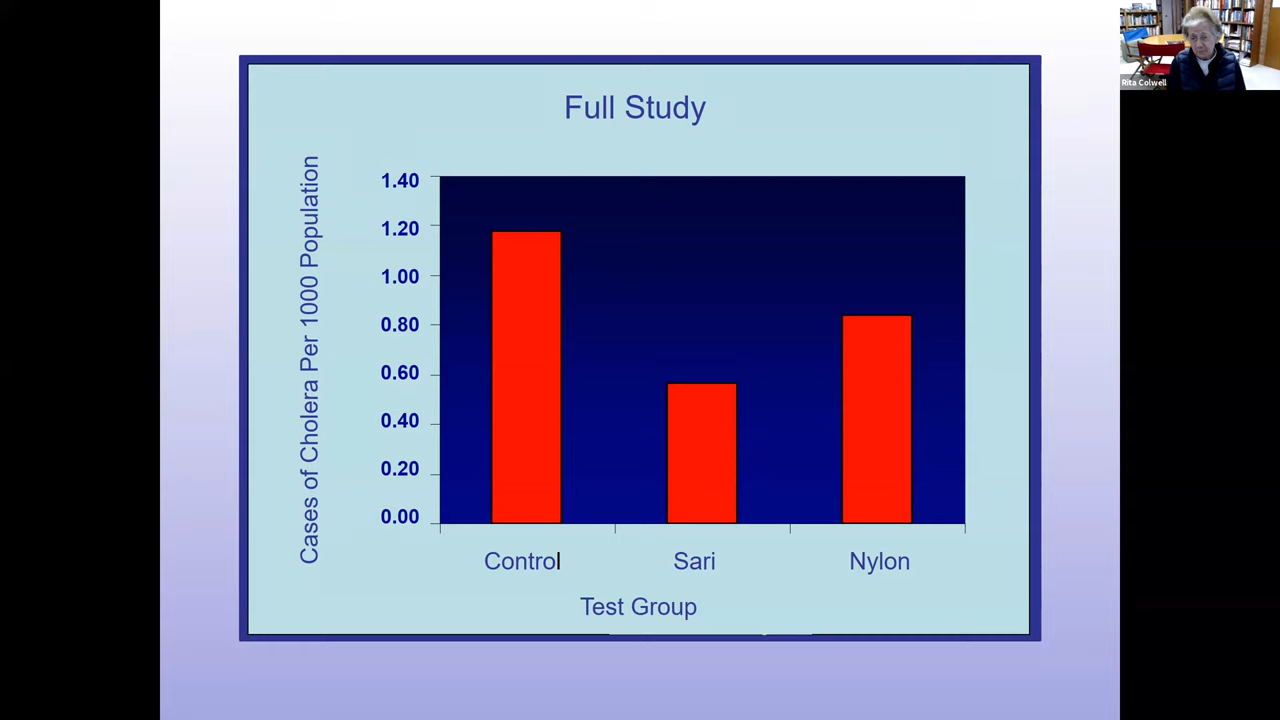 Full Study
Cases of Cholera Per 1000 Population
1.40
1.20
1.00
0.80
0.60
0.40
0.20
0.00
Control Sari Nylon
Test Group
Rita Colwell